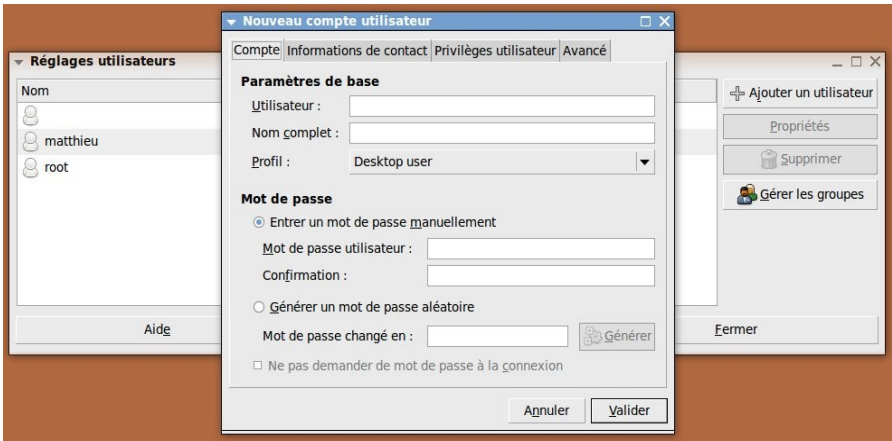 Nouveau compte utilisateur
Réglages utilisateurs
Nom
matthieu
root
Ajouter un utilisateur
Propriétés
Supprimer
Gérer les groupes
Aide
Fermer
Compte Informations de contact Privilèges utilisateur Avancé
Paramètres de base
Utilisateur :
Nom complet :
Profil : Desktop user
Mot de passe
Entrer un mot de passe manuellement
Mot de passe utilisateur :
Confirmation :
Générer un mot de passe aléatoire
Mot de passe changé en : Générer
Ne pas demander de mot de passe à la connexion
Annuler Valider